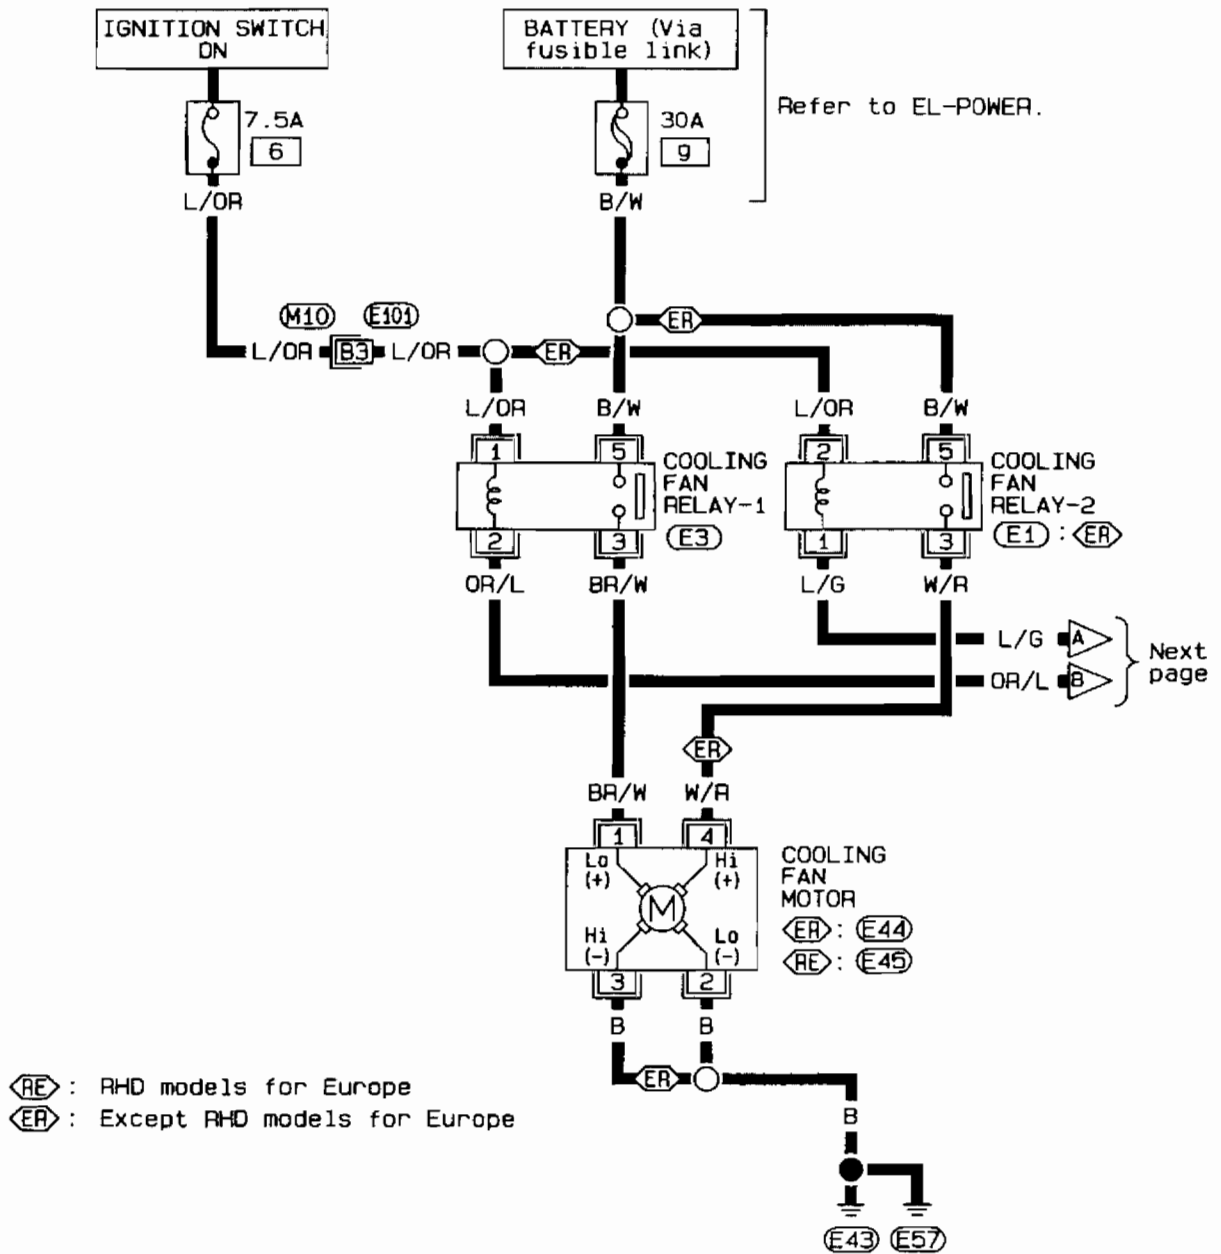 IGNITION SWITCH
ON
BATTERY (Via
fusible link)
Refer to EL-POWER.
7.5A
6
30A
9
L/OR
B/W
M10
E101
ER
L/OR
B3
L/OR
ER
L/OR
B/W
L/OR
B/W
1
5
2
5
COOLING
FAN
RELAY-1
E3
COOLING
FAN
RELAY-2
E1 : ER
2
3
1
3
OR/L
BR/W
L/G
W/R
L/G
A
OR/L
B
Next
page
ER
BR/W
W/R
1
4
Lo
(+)
Hi
(+)
M
Hi
(-)
Lo
(-)
3
2
COOLING
FAN
MOTOR
ER : E44
RE : E45
B
B
ER
RE : RHD models for Europe
ER : Except RHD models for Europe
B
E43
E57